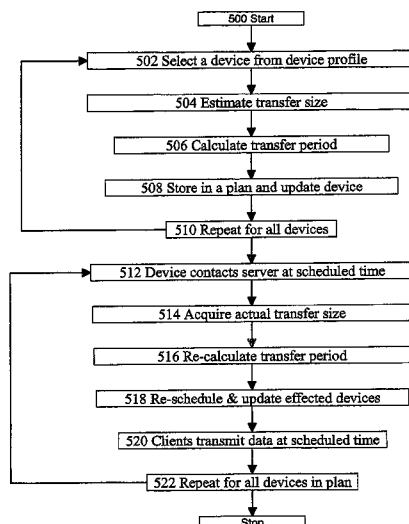 500 Start
502 Select a device from device profile
504 Estimate transfer size
506 Calculate transfer period
508 Store in a plan and update device
510 Repeat for all devices
512 Device contacts server at scheduled time
514 Acquire actual transfer size
516 Re-calculate transfer period
518 Re-schedule & update effected devices
520 Clients transmit data at scheduled time
522 Repeat for all devices in plan
Stop